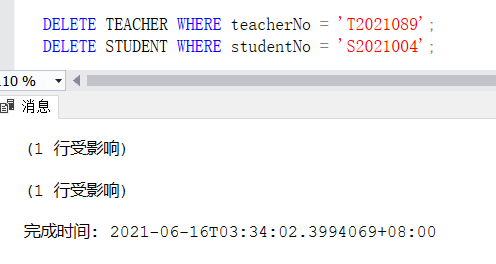 DELETE TEACHER WHERE teacherNo = 'T2021089';
DELETE STUDENT WHERE studentNo = 'S2021004';
10 %
消息
(1 行受影响)
(1 行受影响)
完成时间: 2021-06-16T03:34:02.3994069+08:00